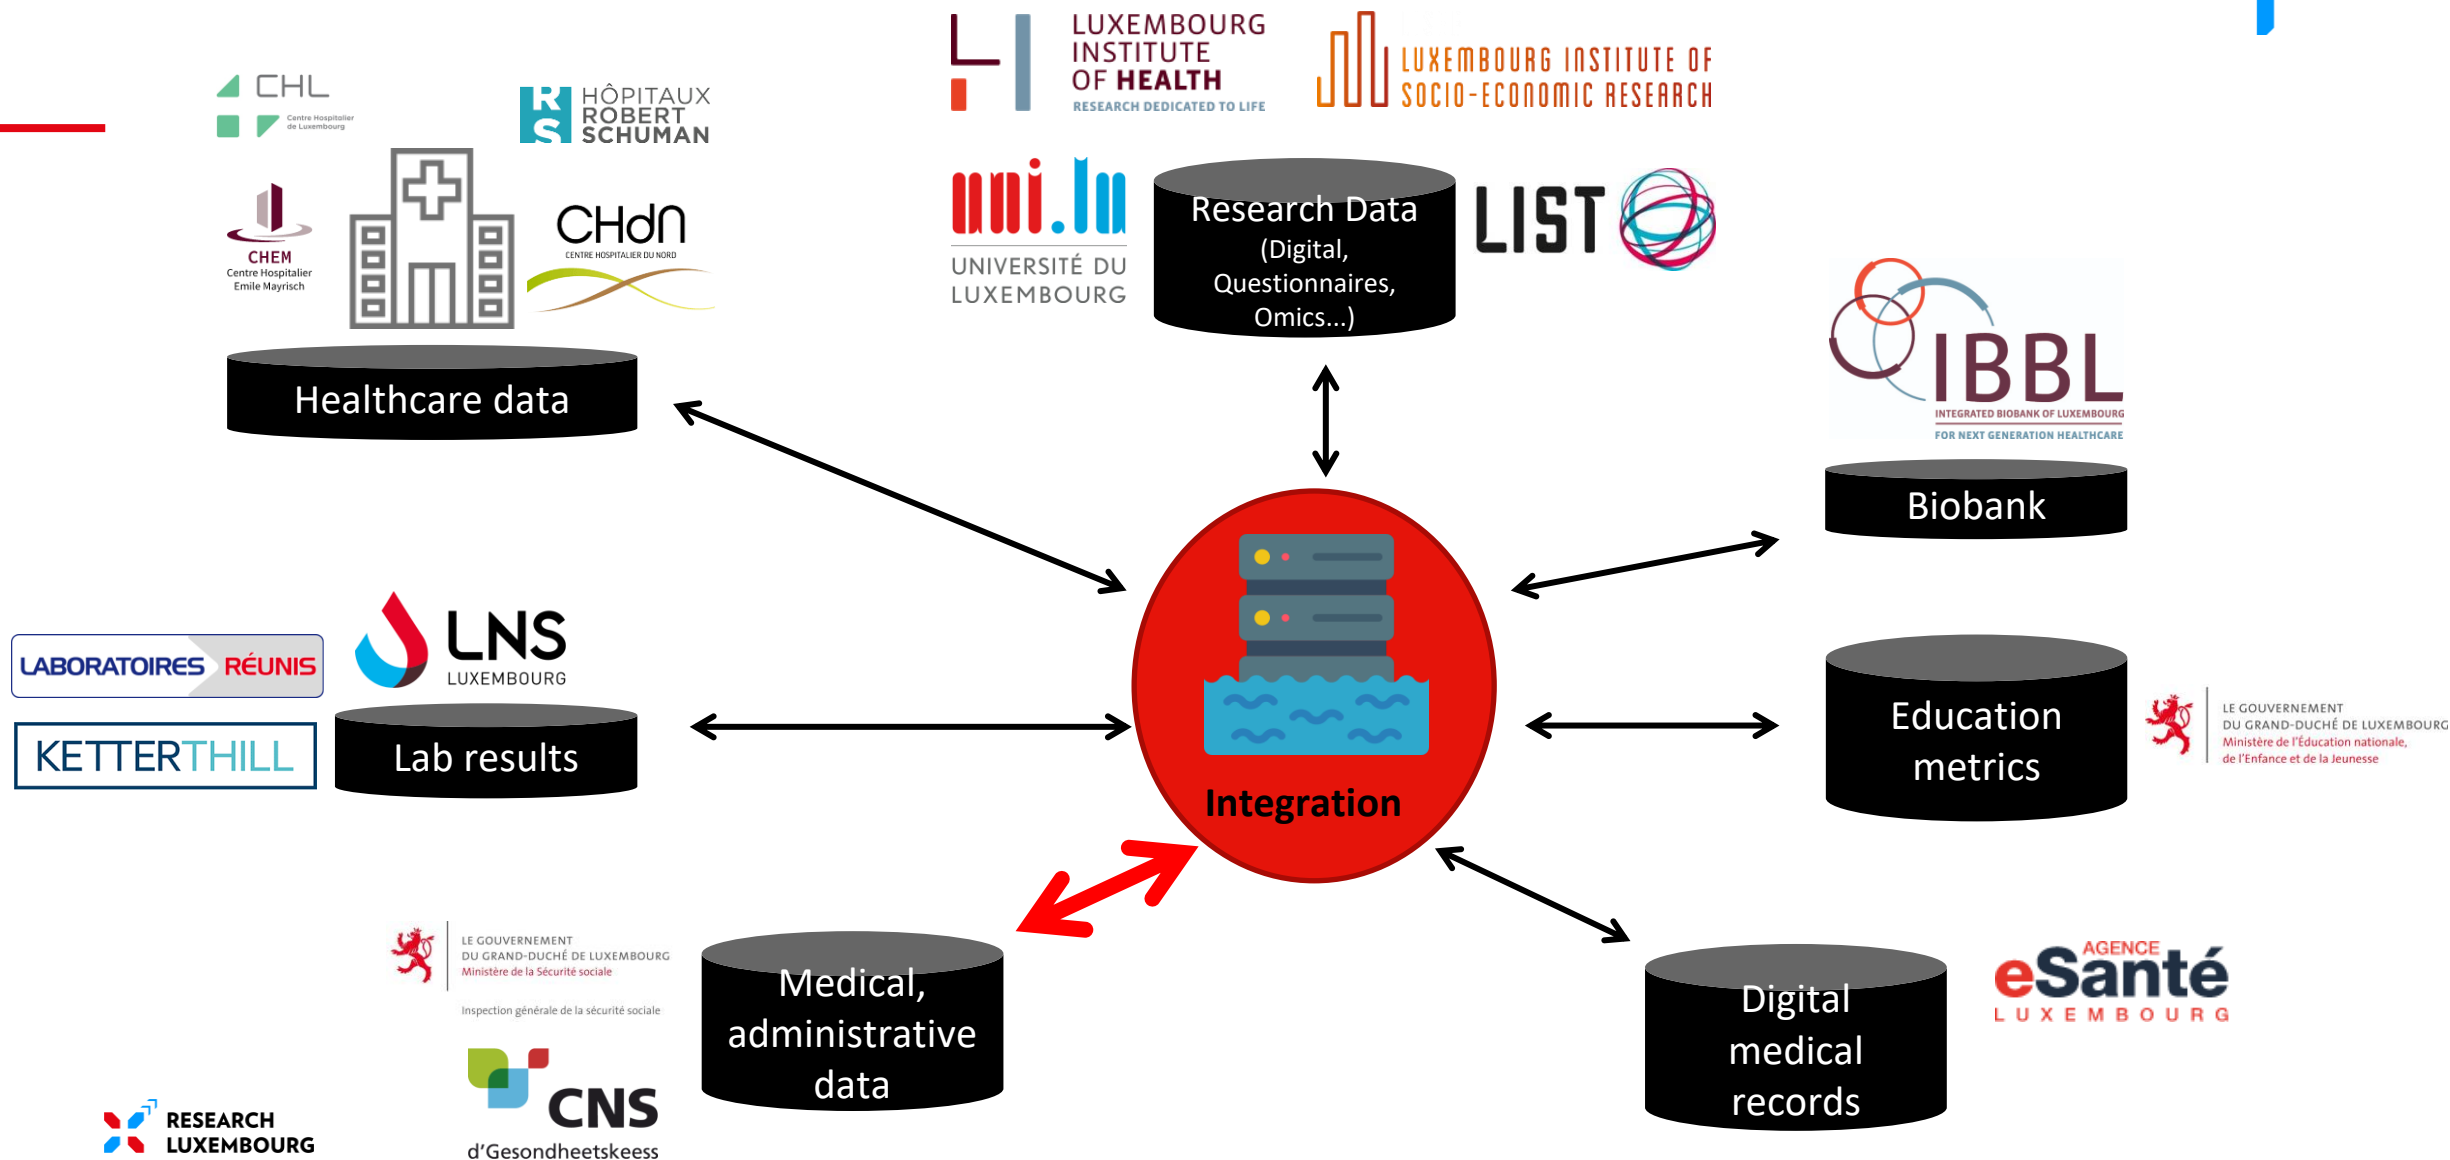 CHL
Centre Hospitalier
de Luxembourg
RS
HÔPITAUX
ROBERT
SCHUMAN
CHEM
Centre Hospitalier
Emile Mayrisch
CHdN
CENTRE HOSPITALIER DU NORD
Healthcare data
LUXEMBOURG
INSTITUTE
OF HEALTH
RESEARCH DEDICATED TO LIFE
LUXEMBOURG INSTITUTE OF
SOCIO-ECONOMIC RESEARCH
uni.lu
UNIVERSITÉ DU
LUXEMBOURG
Research Data
(Digital,
Questionnaires,
Omics...)
LIST
IBBL
INTEGRATED BIOBANK OF LUXEMBOURG
FOR NEXT GENERATION HEALTHCARE
Biobank
LABORATOIRES RÉUNIS
LNS
LUXEMBOURG
KETTERTHILL
Lab results
Integration
Education
metrics
LE GOUVERNEMENT
DU GRAND-DUCHÉ DE LUXEMBOURG
Ministère de l'Éducation nationale,
de l'Enfance et de la Jeunesse
LE GOUVERNEMENT
DU GRAND-DUCHÉ DE LUXEMBOURG
Ministère de la Sécurité sociale
Inspection générale de la sécurité sociale
CNS
d'Gesondheetskeess
Medical,
administrative
data
Digital
medical
records
AGENCE
eSanté
LUXEMBOURG
RESEARCH
LUXEMBOURG